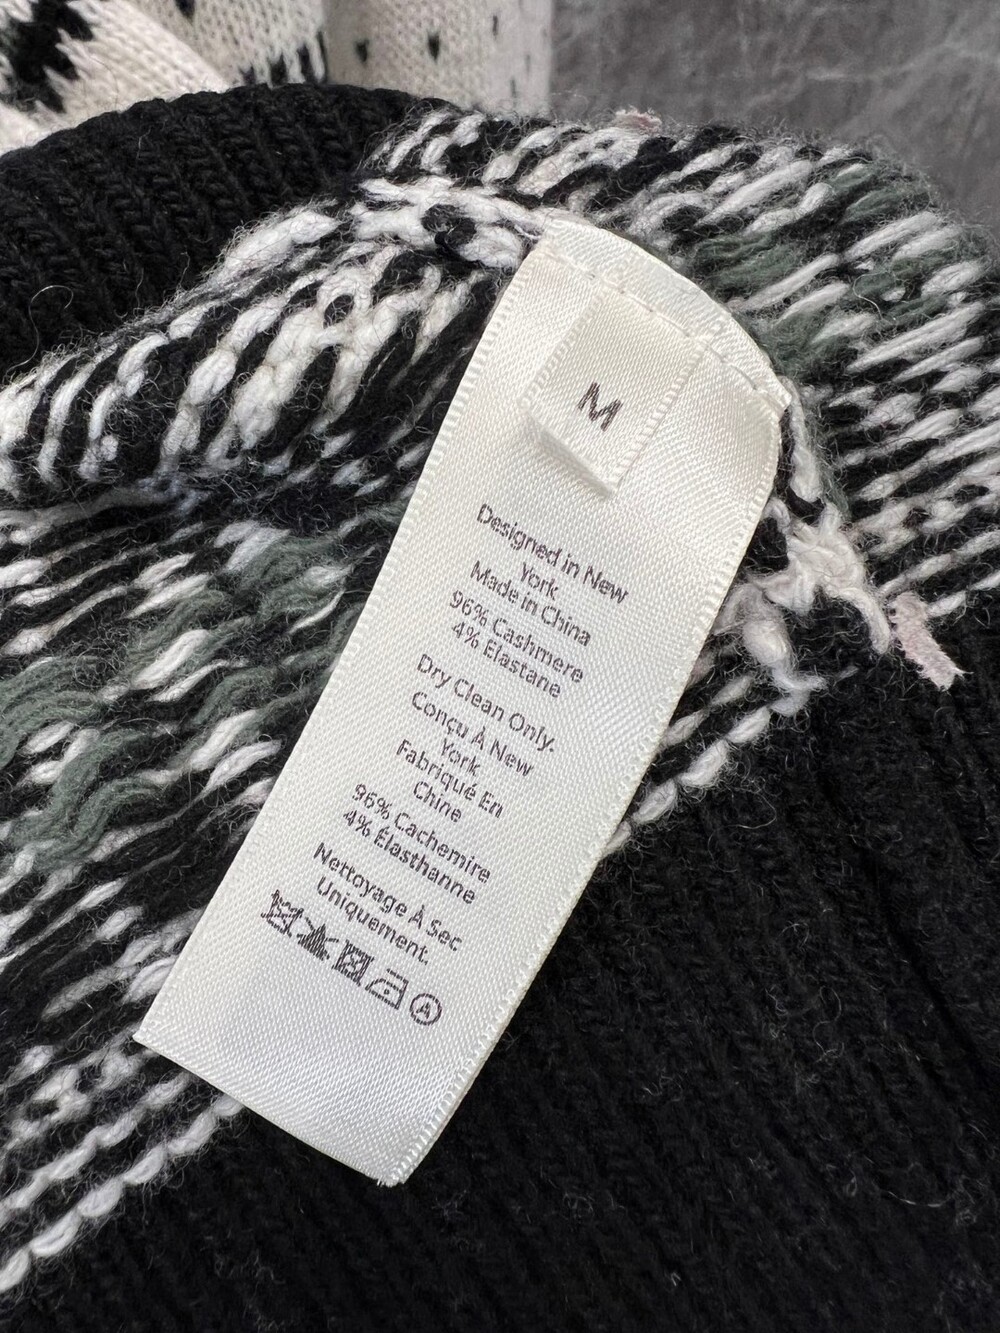 M
Designed in New
York
Made in China
96% Cashmere
4% Elastane
Dry Clean Only.
Conçu À New
York
Fabriqué En
Chine
96% Cachemire
4% Élasthanne
Nettoyage À Sec
Uniquement.
A